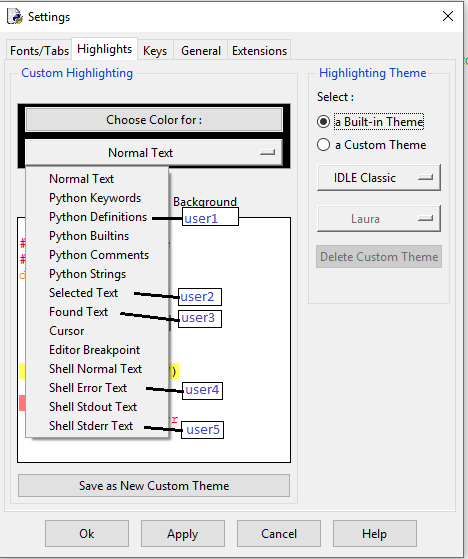 Settings
Fonts/Tabs Highlights Keys General Extensions
Custom Highlighting
Choose Color for :
Normal Text
Normal Text
Python Keywords
Background
Python Definitions user1
Python Builtins
Python Comments
Python Strings
Selected Text user2
Found Text user3
Cursor
Editor Breakpoint
Shell Normal Text
Shell Error Text user4
Shell Stdout Text
Shell Stderr Text user5
Save as New Custom Theme
Highlighting Theme
Select :
a Built-in Theme
a Custom Theme
IDLE Classic
Laura
Delete Custom Theme
Ok Apply Cancel Help